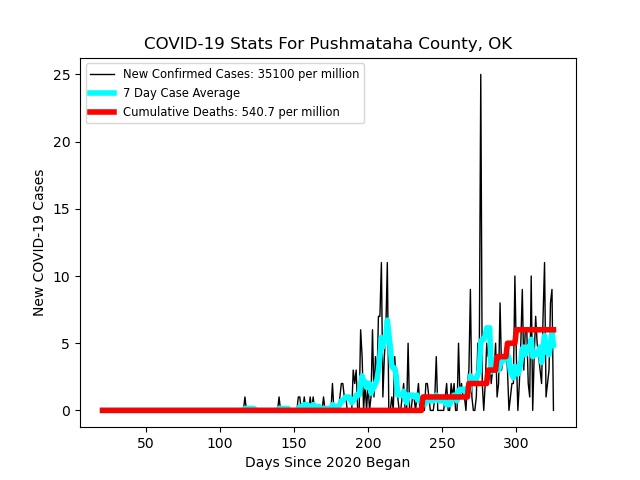 COVID-19 Stats For Pushmataha County, OK
New Confirmed Cases: 35100 per million
7 Day Case Average
Cumulative Deaths: 540.7 per million
New COVID-19 Cases
25
20
15
10
5
0
50 100 150 200 250 300
Days Since 2020 Began